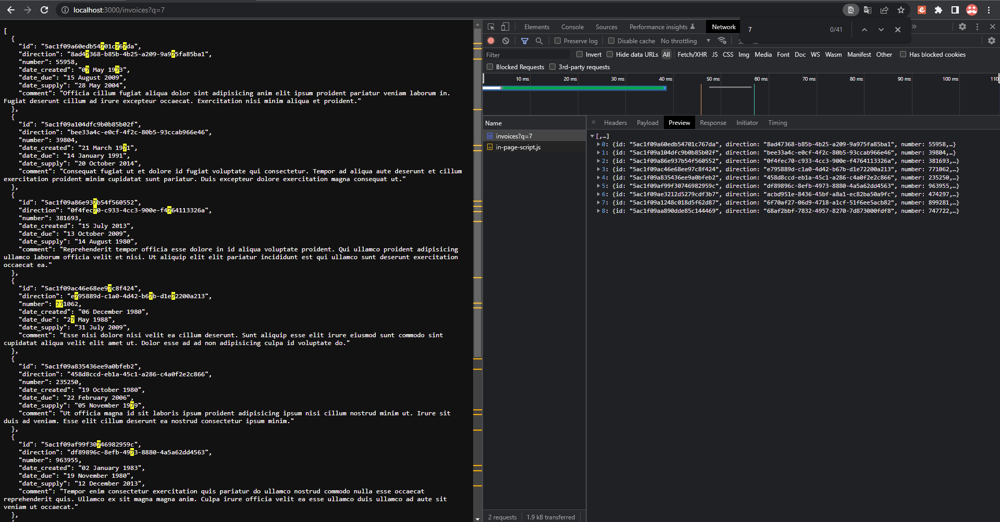 localhost:3000/invoices?q=7
[
{
"id": "5ac1f09a60edb54701c767da",
"direction": "8ad47368-b85b-4b25-a209-9a975fa85ba1",
"number": 55958,
"date_created": "07 May 1973",
"date_due": "15 August 2009",
"date_supply": "28 May 2004",
"comment": "Officia cillum fugiat aliqua dolor sint adipisicing anim elit ipsum proident pariatur veniam laborum in.
Fugiat deserunt cillum ad irure excepteur occaecat. Exercitation nisi minim aliqua et proident."
},
{
"id": "5ac1f09a104dfc9b0b85b02f",
"direction": "bee33a4c-e0cf-4f2c-80b5-93ccab966e46",
"number": 39804,
"date_created": "21 March 1971",
"date_due": "14 January 1991",
"date_supply": "20 October 2014",
"comment": "Consequat fugiat ut et dolore id fugiat voluptate qui consectetur. Tempor ad aliqua aute deserunt et cillum
exercitation proident minim cupidatat sunt pariatur. Duis excepteur dolore exercitation magna consequat ut."
},
{
"id": "5ac1f09a86e937b54f560552",
"direction": "0f4fec70-c933-4cc3-900e-f4764113326a",
"number": 381693,
"date_created": "15 July 2013",
"date_due": "13 October 2009",
"date_supply": "14 August 1980",
"comment": "Reprehenderit tempor officia esse dolore in id aliqua voluptate proident. Qui ullamco proident adipisicing
ullamco laborum officia velit et nisi. Ut aliquip elit elit pariatur incididunt est qui ullamco sunt deserunt exercitation
occaecat ea."
},
{
"id": "5ac1f09ac46e68ee97c8f424",
"direction": "e795889d-c1a0-4d42-b67b-d1e72200a213",
"number": 771062,
"date_created": "06 December 1980",
"date_due": "27 May 1988",
"date_supply": "31 July 2009",
"comment": "Esse nisi dolore nisi velit ea cillum deserunt. Sunt aliquip esse elit irure eiusmod sunt commodo sint
cupidatat aliqua velit elit amet ut. Dolor esse ad ad non adipisicing culpa id voluptate do."
},
{
"id": "5ac1f09a835436ee9a0bfeb2",
"direction": "458d8ccd-eb1a-45c1-a286-c4a0f2e2c866",
"number": 235250,
"date_created": "19 October 1980",
"date_due": "22 February 2006",
"date_supply": "05 November 1979",
"comment": "Ut officia magna id sit laboris ipsum proident adipisicing ipsum nisi cillum nostrud minim ut. Irure sit
duis ad veniam. Esse elit cillum deserunt ea nostrud consectetur ipsum minim."
},
{
"id": "5ac1f09af99f30746982959c",
"direction": "df89896c-8efb-4973-8880-4a5a62dd4563",
"number": 963955,
"date_created": "02 January 1983",
"date_due": "19 November 1980",
"date_supply": "12 December 2013",
"comment": "Tempor enim consectetur exercitation quis pariatur do ullamco nostrud commodo nulla esse occaecat
reprehenderit quis. Ullamco ex sit magna magna anim. Culpa irure officia velit ea esse ullamco duis ullamco ad aute sit
veniam ut occaecat."
},
{
Elements Console Sources Performance insights Network
7 0/41
Preserve log Disable cache No throttling
Filter Invert Hide data URLs All Fetch/XHR JS CSS Img Media Font Doc WS Wasm Manifest Other Has blocked cookies
Blocked Requests 3rd-party requests
10 ms 20 ms 30 ms 40 ms 50 ms 60 ms 70 ms 80 ms 90 ms 100 ms 110
Name
invoices?q=7
in-page-script.js
2 requests 1.9 kB transferred
Headers Payload Preview Response Initiator Timing
[,…]
0: {id: "5ac1f09a60edb54701c767da", direction: "8ad47368-b85b-4b25-a209-9a975fa85ba1", number: 55958,…}
1: {id: "5ac1f09a104dfc9b0b85b02f", direction: "bee33a4c-e0cf-4f2c-80b5-93ccab966e46", number: 39804,…}
2: {id: "5ac1f09a86e937b54f560552", direction: "0f4fec70-c933-4cc3-900e-f4764113326a", number: 381693,…}
3: {id: "5ac1f09ac46e68ee97c8f424", direction: "e795889d-c1a0-4d42-b67b-d1e72200a213", number: 771062,…}
4: {id: "5ac1f09a835436ee9a0bfeb2", direction: "458d8ccd-eb1a-45c1-a286-c4a0f2e2c866", number: 235250,…}
5: {id: "5ac1f09af99f30746982959c", direction: "df89896c-8efb-4973-8880-4a5a62dd4563", number: 963955,…}
6: {id: "5ac1f09ae3212d5279cdf3b7", direction: "acbd951e-8436-45bf-a8a1-ec82ba50a9fc", number: 474297,…}
7: {id: "5ac1f09a1248c018d5f62d87", direction: "6f70af27-06d9-4718-a1cf-51f6ee5acb82", number: 899281,…}
8: {id: "5ac1f09aa890dde85c144469", direction: "68af2bbf-7832-4957-8270-7d873000fdf8", number: 747722,…}